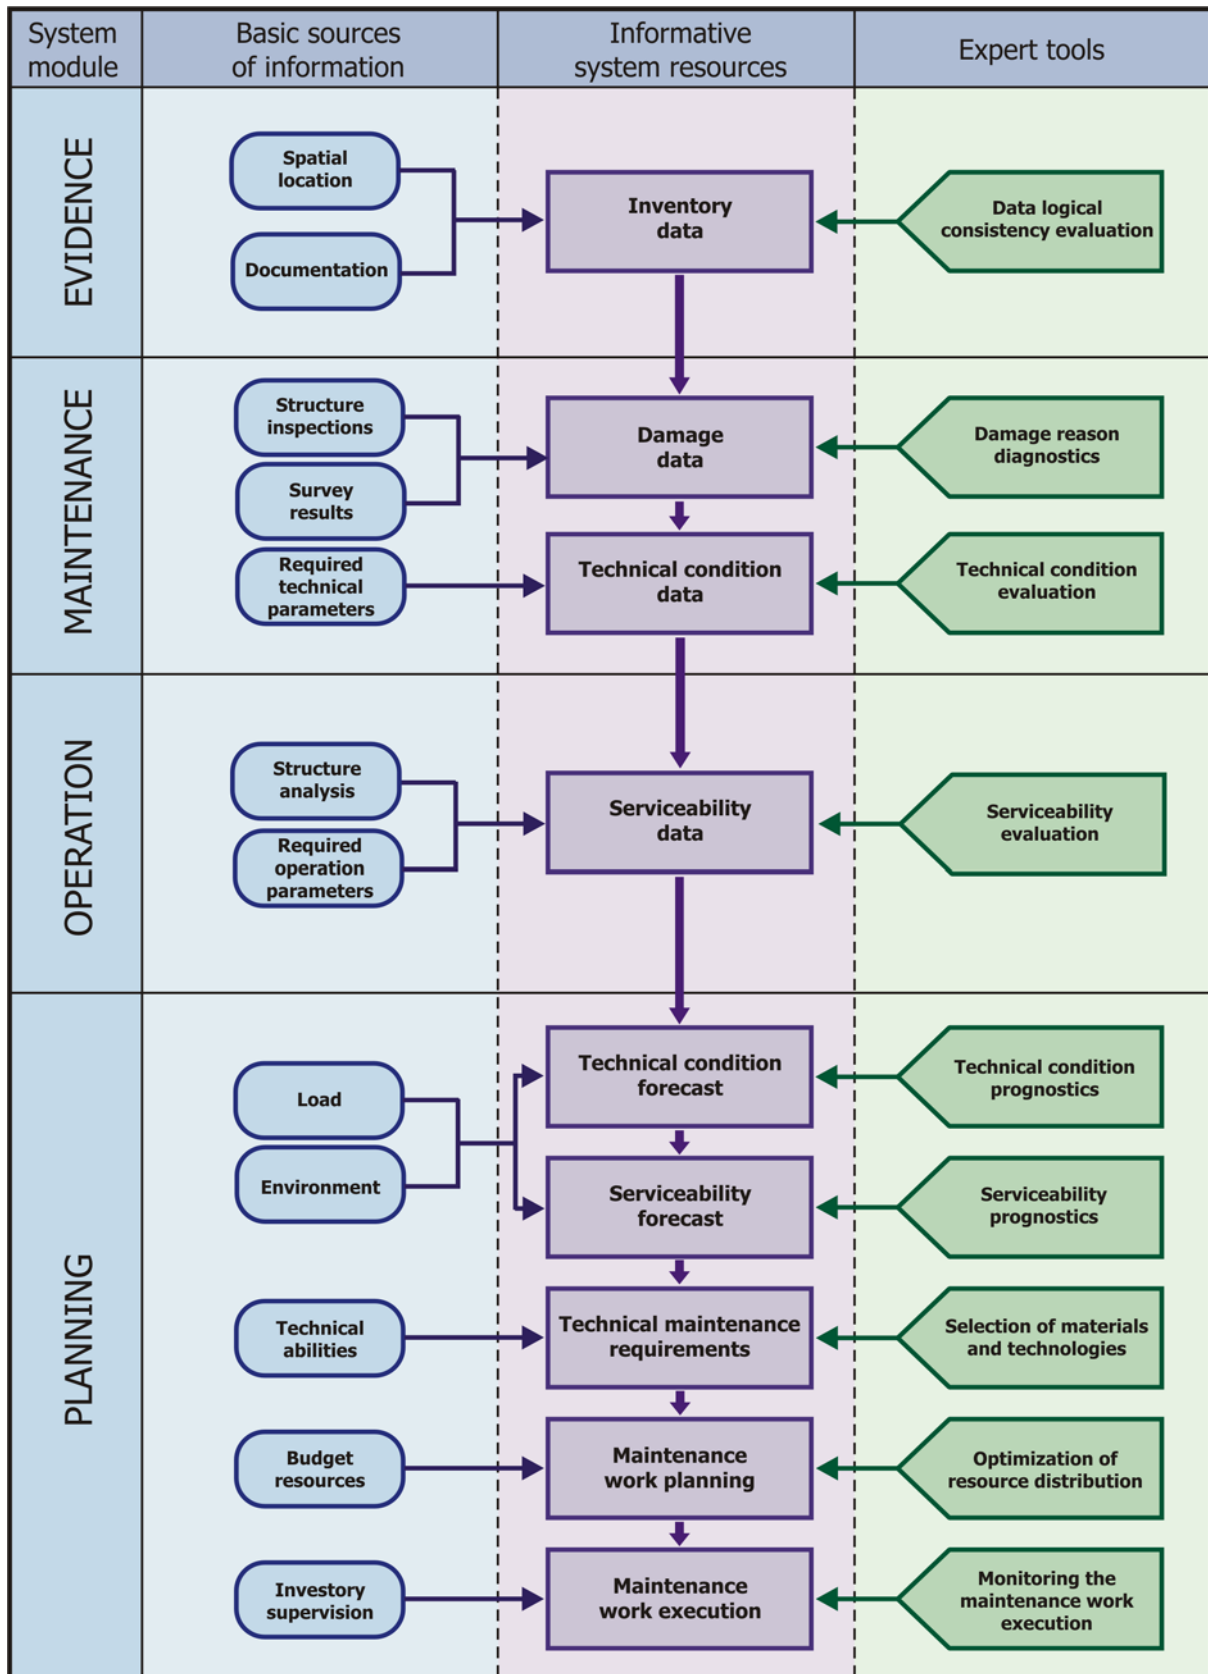 System
module
Basic sources
of information
Informative
system resources
Expert tools
EVIDENCE
Spatial
location
Documentation
Inventory
data
Data logical
consistency evaluation
MAINTENANCE
Structure
inspections
Survey
results
Required
technical
parameters
Damage
data
Technical condition
data
Damage reason
diagnostics
Technical condition
evaluation
OPERATION
Structure
analysis
Required
operation
parameters
Serviceability
data
Serviceability
evaluation
PLANNING
Load
Environment
Technical
abilities
Budget
resources
Investory
supervision
Technical condition
forecast
Serviceability
forecast
Technical maintenance
requirements
Maintenance
work planning
Maintenance
work execution
Technical condition
prognostics
Serviceability
prognostics
Selection of materials
and technologies
Optimization of
resource distribution
Monitoring the
maintenance work
execution